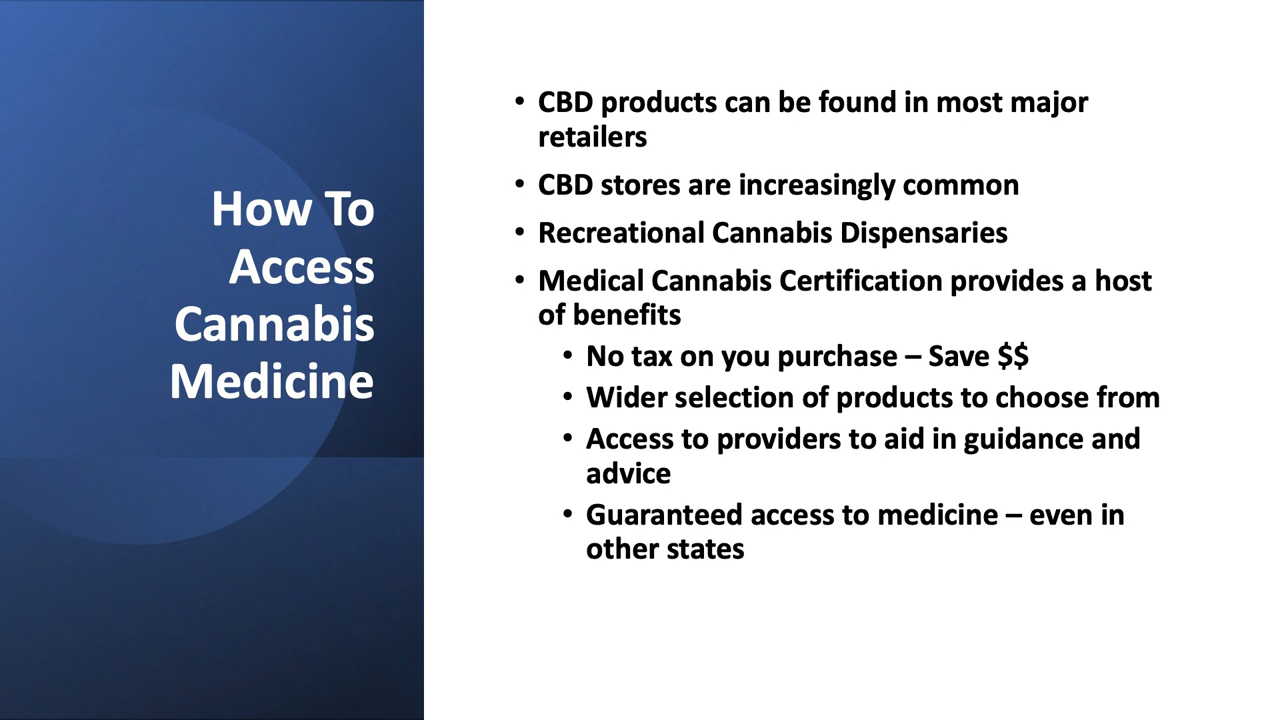 How To
Access
Cannabis
Medicine
• CBD products can be found in most major
retailers
• CBD stores are increasingly common
• Recreational Cannabis Dispensaries
• Medical Cannabis Certification provides a host
of benefits
• No tax on you purchase – Save $$
• Wider selection of products to choose from
• Access to providers to aid in guidance and
advice
• Guaranteed access to medicine – even in
other states